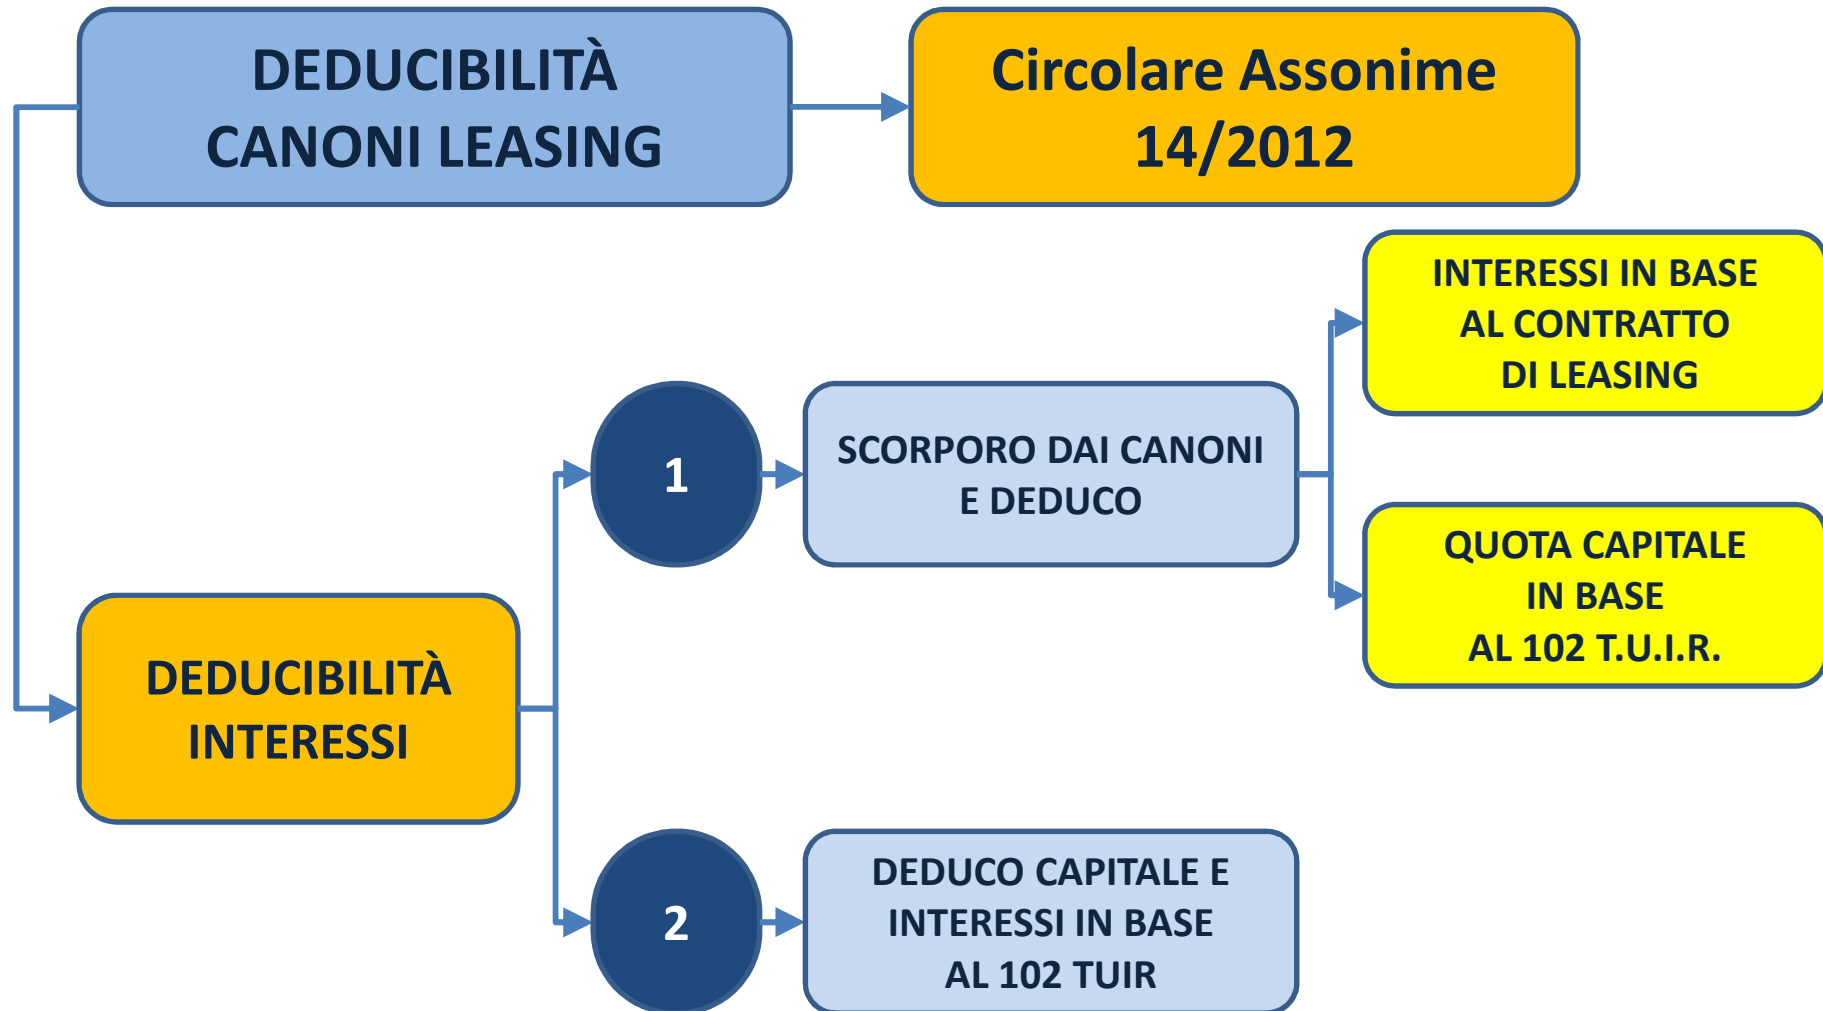 DEDUCIBILITÀ
CANONI LEASING
Circolare Assonime
14/2012
INTERESSI IN BASE
AL CONTRATTO
DI LEASING
1
SCORPORO DAI CANONI
E DEDUCO
QUOTA CAPITALE
IN BASE
AL 102 T.U.I.R.
DEDUCIBILITÀ
INTERESSI
2
DEDUCO CAPITALE E
INTERESSI IN BASE
AL 102 TUIR